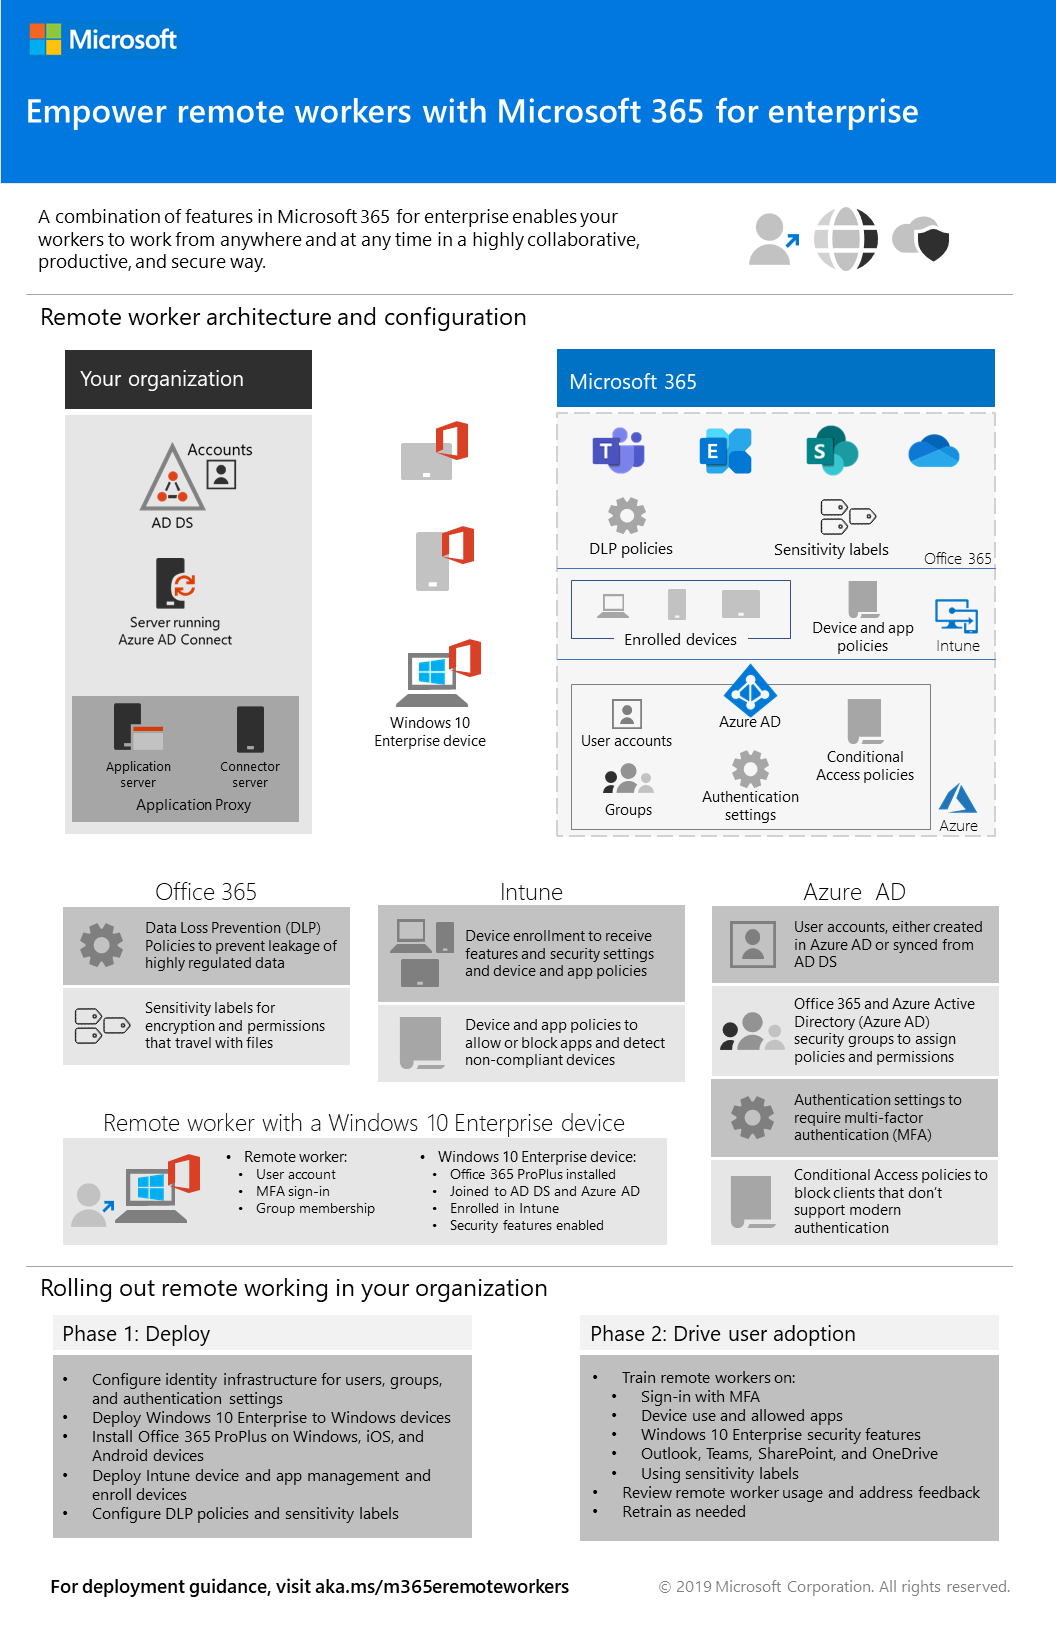 Microsoft
Empower remote workers with Microsoft 365 for enterprise
A combination of features in Microsoft 365 for enterprise enables your
workers to work from anywhere and at any time in a highly collaborative,
productive, and secure way.
Remote worker architecture and configuration
Your organization
Accounts
AD DS
Server running
Azure AD Connect
Application
server
Connector
server
Application Proxy
Windows 10
Enterprise device
Microsoft 365
T
E
S
DLP policies
Sensitivity labels
Office 365
Enrolled devices
Device and app
policies
Intune
Azure AD
User accounts
Conditional
Access policies
Groups
Authentication
settings
Azure
Office 365
Data Loss Prevention (DLP)
Policies to prevent leakage of
highly regulated data
Sensitivity labels for
encryption and permissions
that travel with files
Intune
Device enrollment to receive
features and security settings
and device and app policies
Device and app policies to
allow or block apps and detect
non-compliant devices
Azure AD
User accounts, either created
in Azure AD or synced from
AD DS
Office 365 and Azure Active
Directory (Azure AD)
security groups to assign
policies and permissions
Authentication settings to
require multi-factor
authentication (MFA)
Conditional Access policies to
block clients that don't
support modern
authentication
Remote worker with a Windows 10 Enterprise device
• Remote worker:
• User account
• MFA sign-in
• Group membership
• Windows 10 Enterprise device:
• Office 365 ProPlus installed
• Joined to AD DS and Azure AD
• Enrolled in Intune
• Security features enabled
Rolling out remote working in your organization
Phase 1: Deploy
• Configure identity infrastructure for users, groups,
and authentication settings
• Deploy Windows 10 Enterprise to Windows devices
• Install Office 365 ProPlus on Windows, iOS, and
Android devices
• Deploy Intune device and app management and
enroll devices
• Configure DLP policies and sensitivity labels
Phase 2: Drive user adoption
• Train remote workers on:
• Sign-in with MFA
• Device use and allowed apps
• Windows 10 Enterprise security features
• Outlook, Teams, SharePoint, and OneDrive
• Using sensitivity labels
• Review remote worker usage and address feedback
• Retrain as needed
For deployment guidance, visit aka.ms/m365eremoteworkers
© 2019 Microsoft Corporation. All rights reserved.